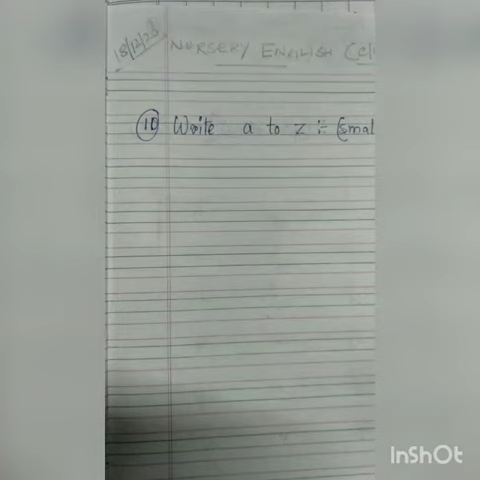 18/12/23
NURSERY ENGLISH (C/
10 Write a to z :- (smal
InShOt